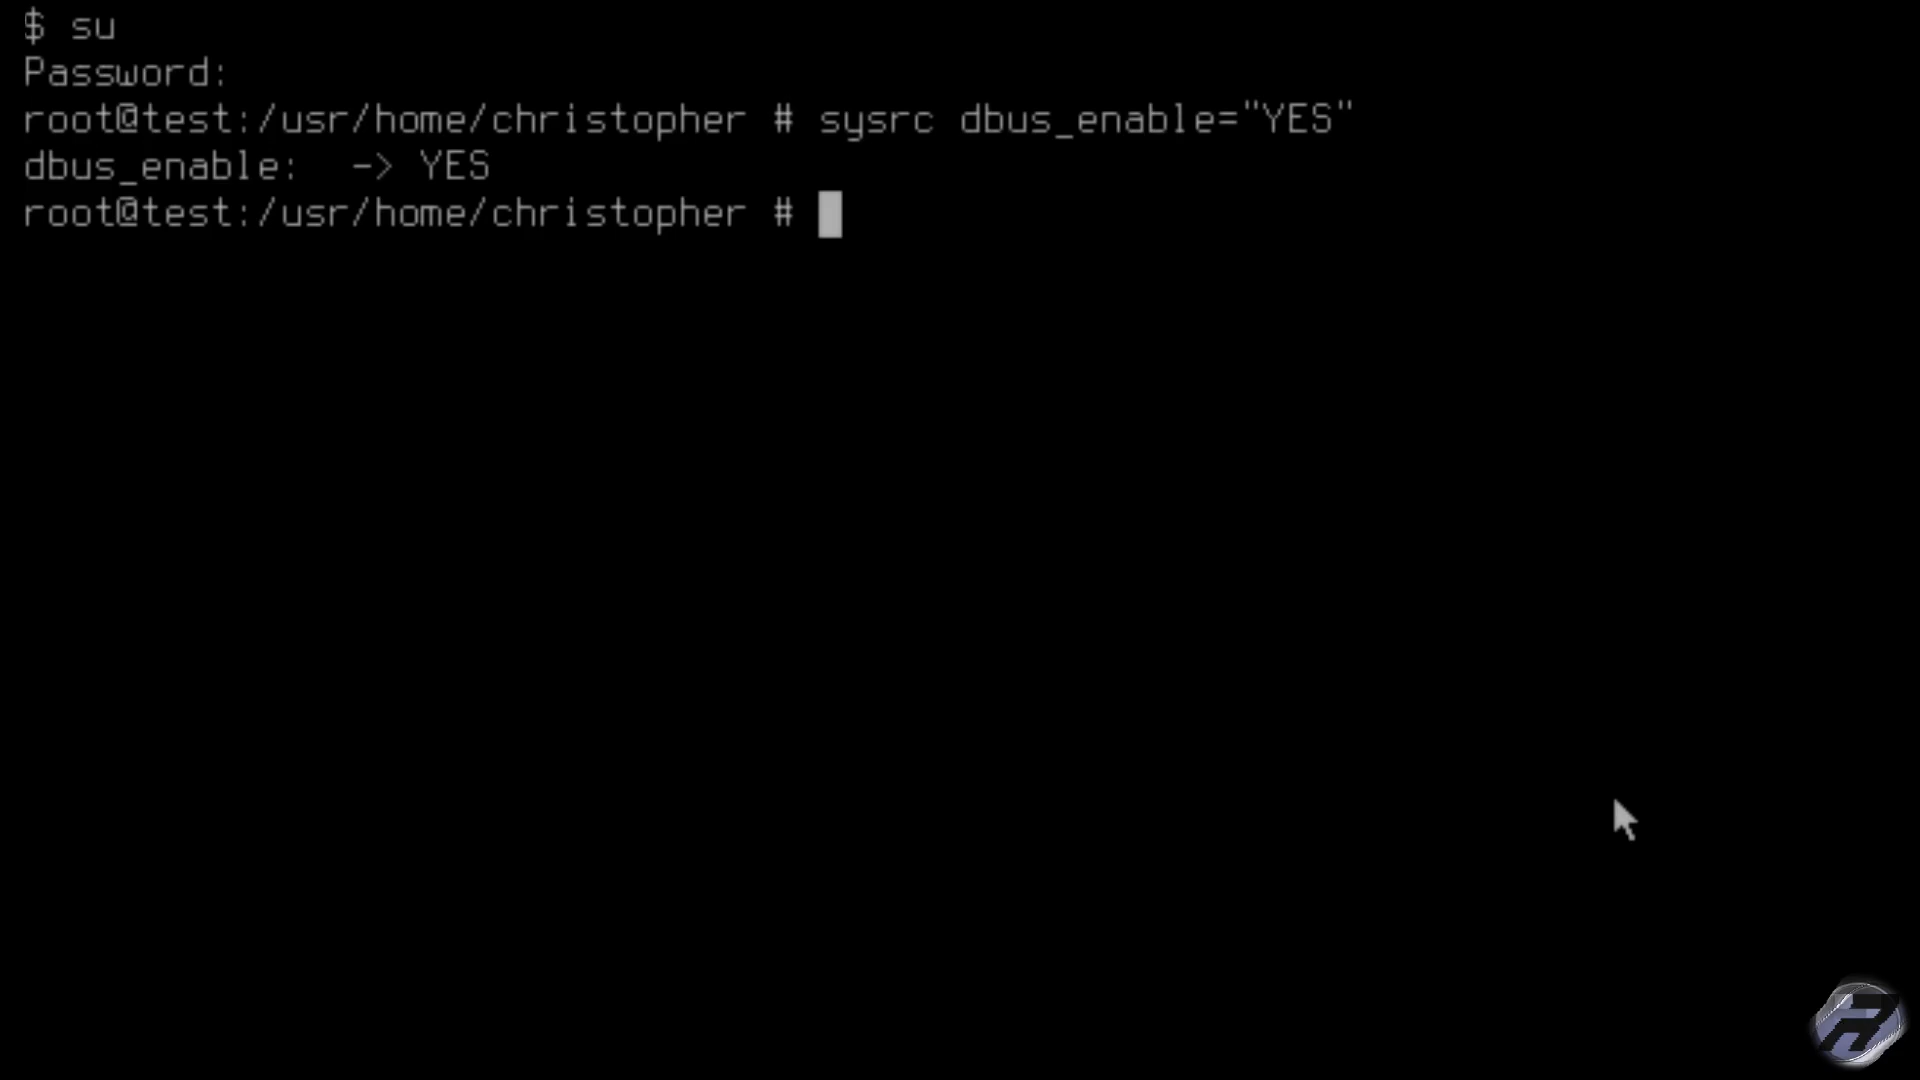 $ su
Password:
root@test:/usr/home/christopher # sysrc dbus_enable="YES"
dbus_enable:  -> YES
root@test:/usr/home/christopher #